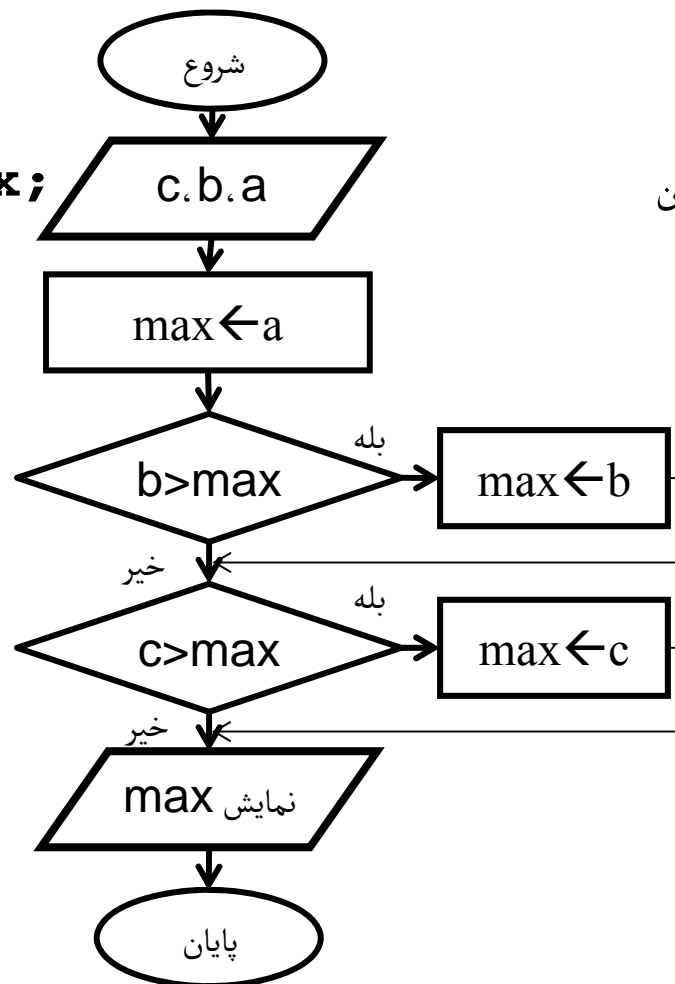 شروع
x;
c،b،a
ن
max←a
بله
b>max
max←b
خیر
بله
c>max
max←c
خیر
نمایش max
پایان